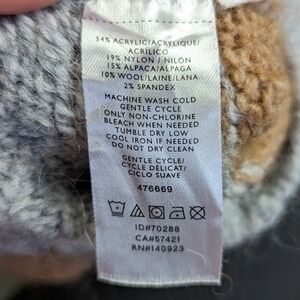 54% ACRYLIC/ACRYLIQUE/
ACRILICO
19% NYLON / NILON
15% ALPACA/ALPAGA
10% WOOL/LAINE/LANA
2% SPANDEX
MACHINE WASH COLD
GENTLE CYCLE
ONLY NON-CHLORINE
BLEACH WHEN NEEDED
TUMBLE DRY LOW
COOL IRON IF NEEDED
DO NOT DRY CLEAN
GENTLE CYCLE/
CYCLE DÉLICAT/
CICLO SUAVE
476669
ID#70288
CA#57421
RN#140923